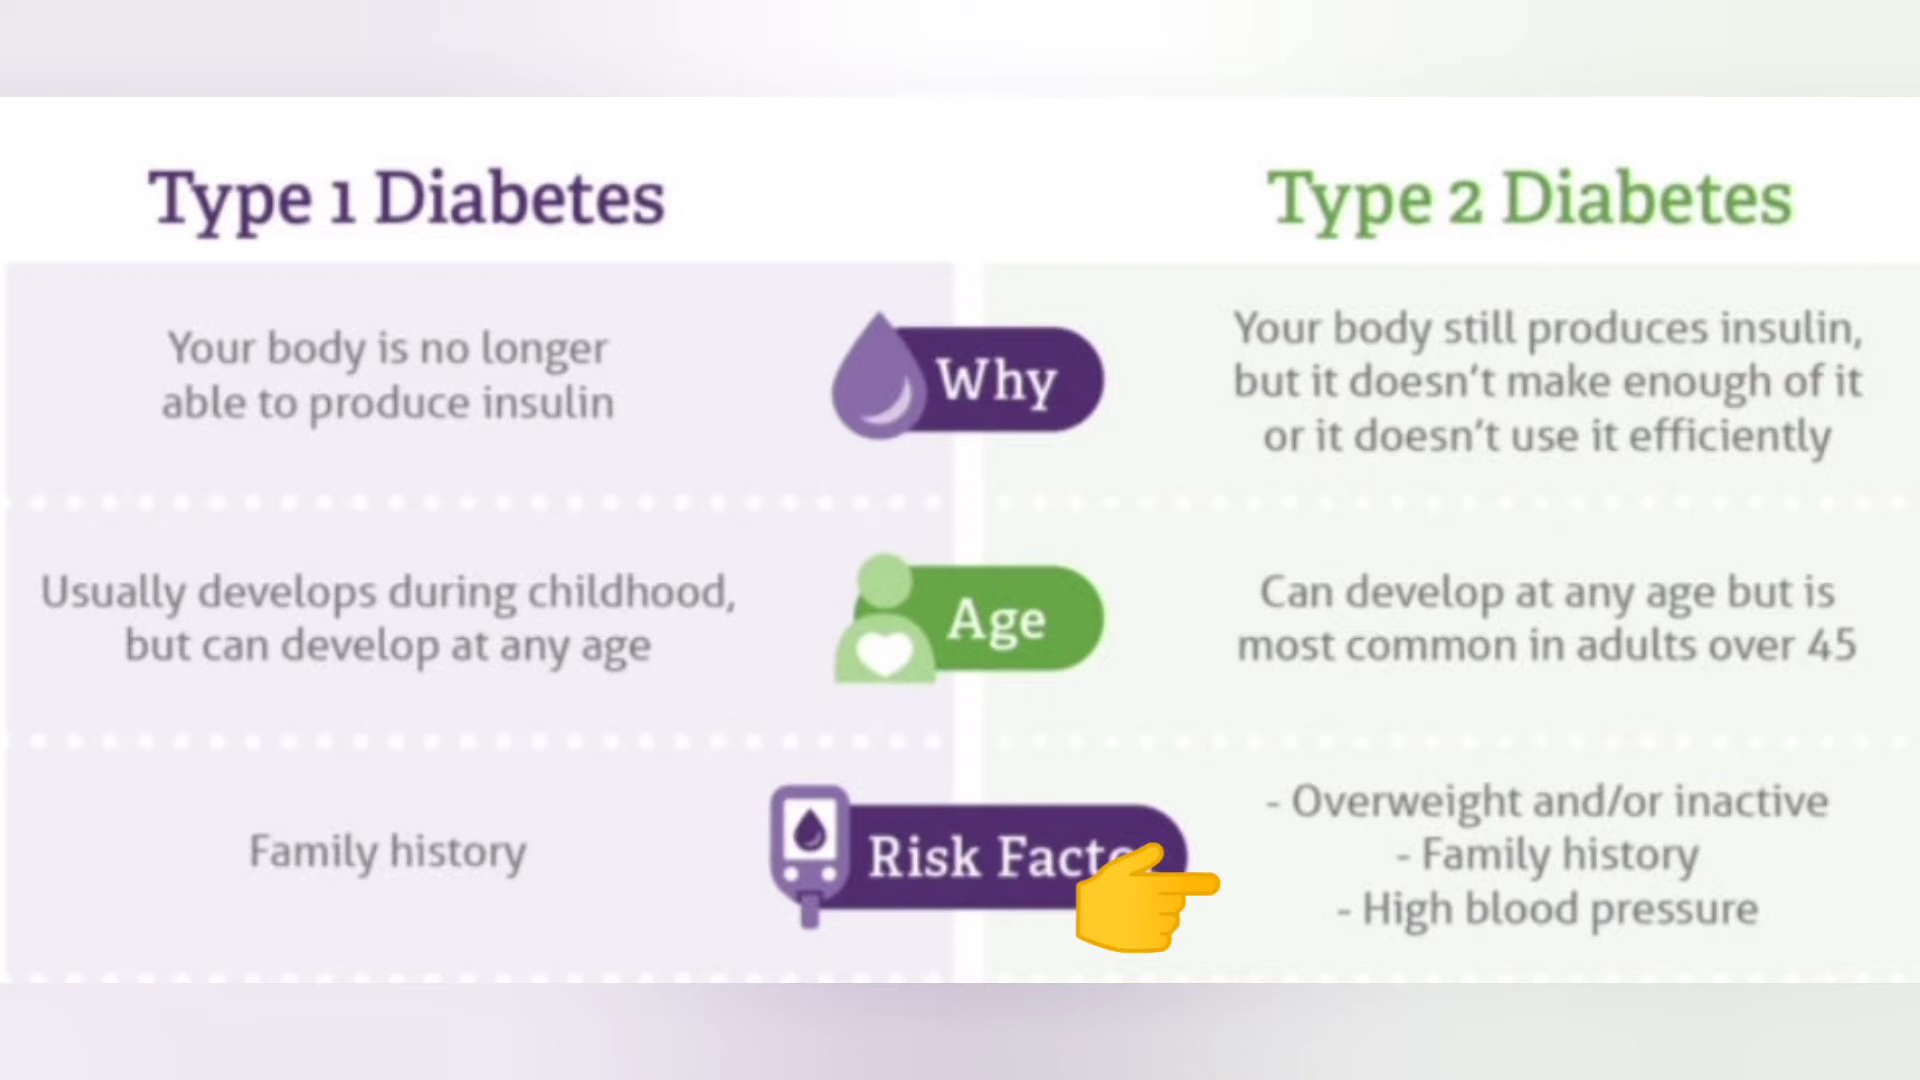 Type 1 Diabetes
Type 2 Diabetes
Your body is no longer
able to produce insulin
Why
Your body still produces insulin,
but it doesn't make enough of it
or it doesn't use it efficiently
Usually develops during childhood,
but can develop at any age
Age
Can develop at any age but is
most common in adults over 45
Family history
Risk
- Overweight and/or inactive
- Family history
- High blood pressure